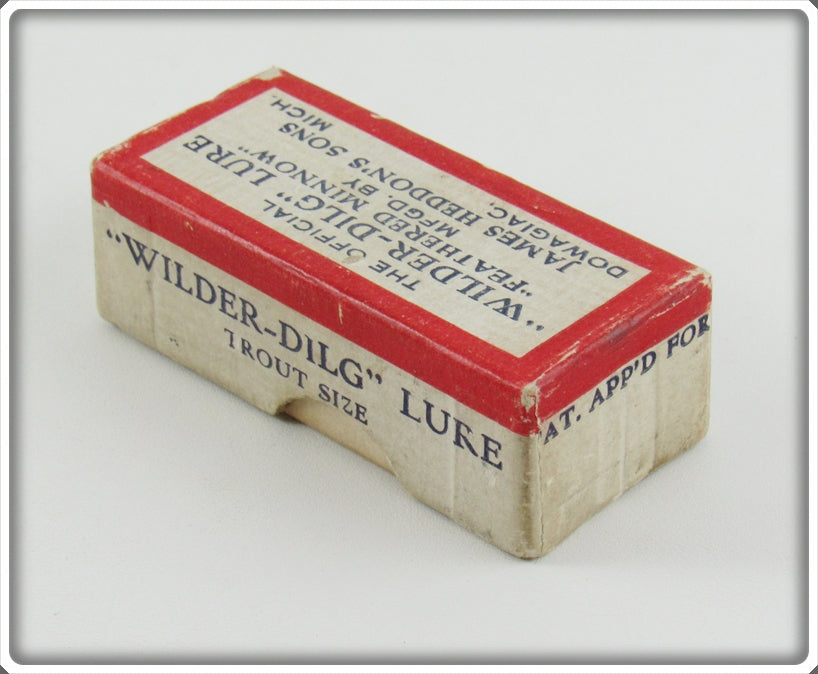 THE OFFICIAL
"WILDER-DILG" LURE
"FEATHERED MINNOW"
MFGD. BY
JAMES HEDDON'S SONS
DOWAGIAC, MICH.
"WILDER-DILG" LURE
TROUT SIZE
AT. APP'D FOR